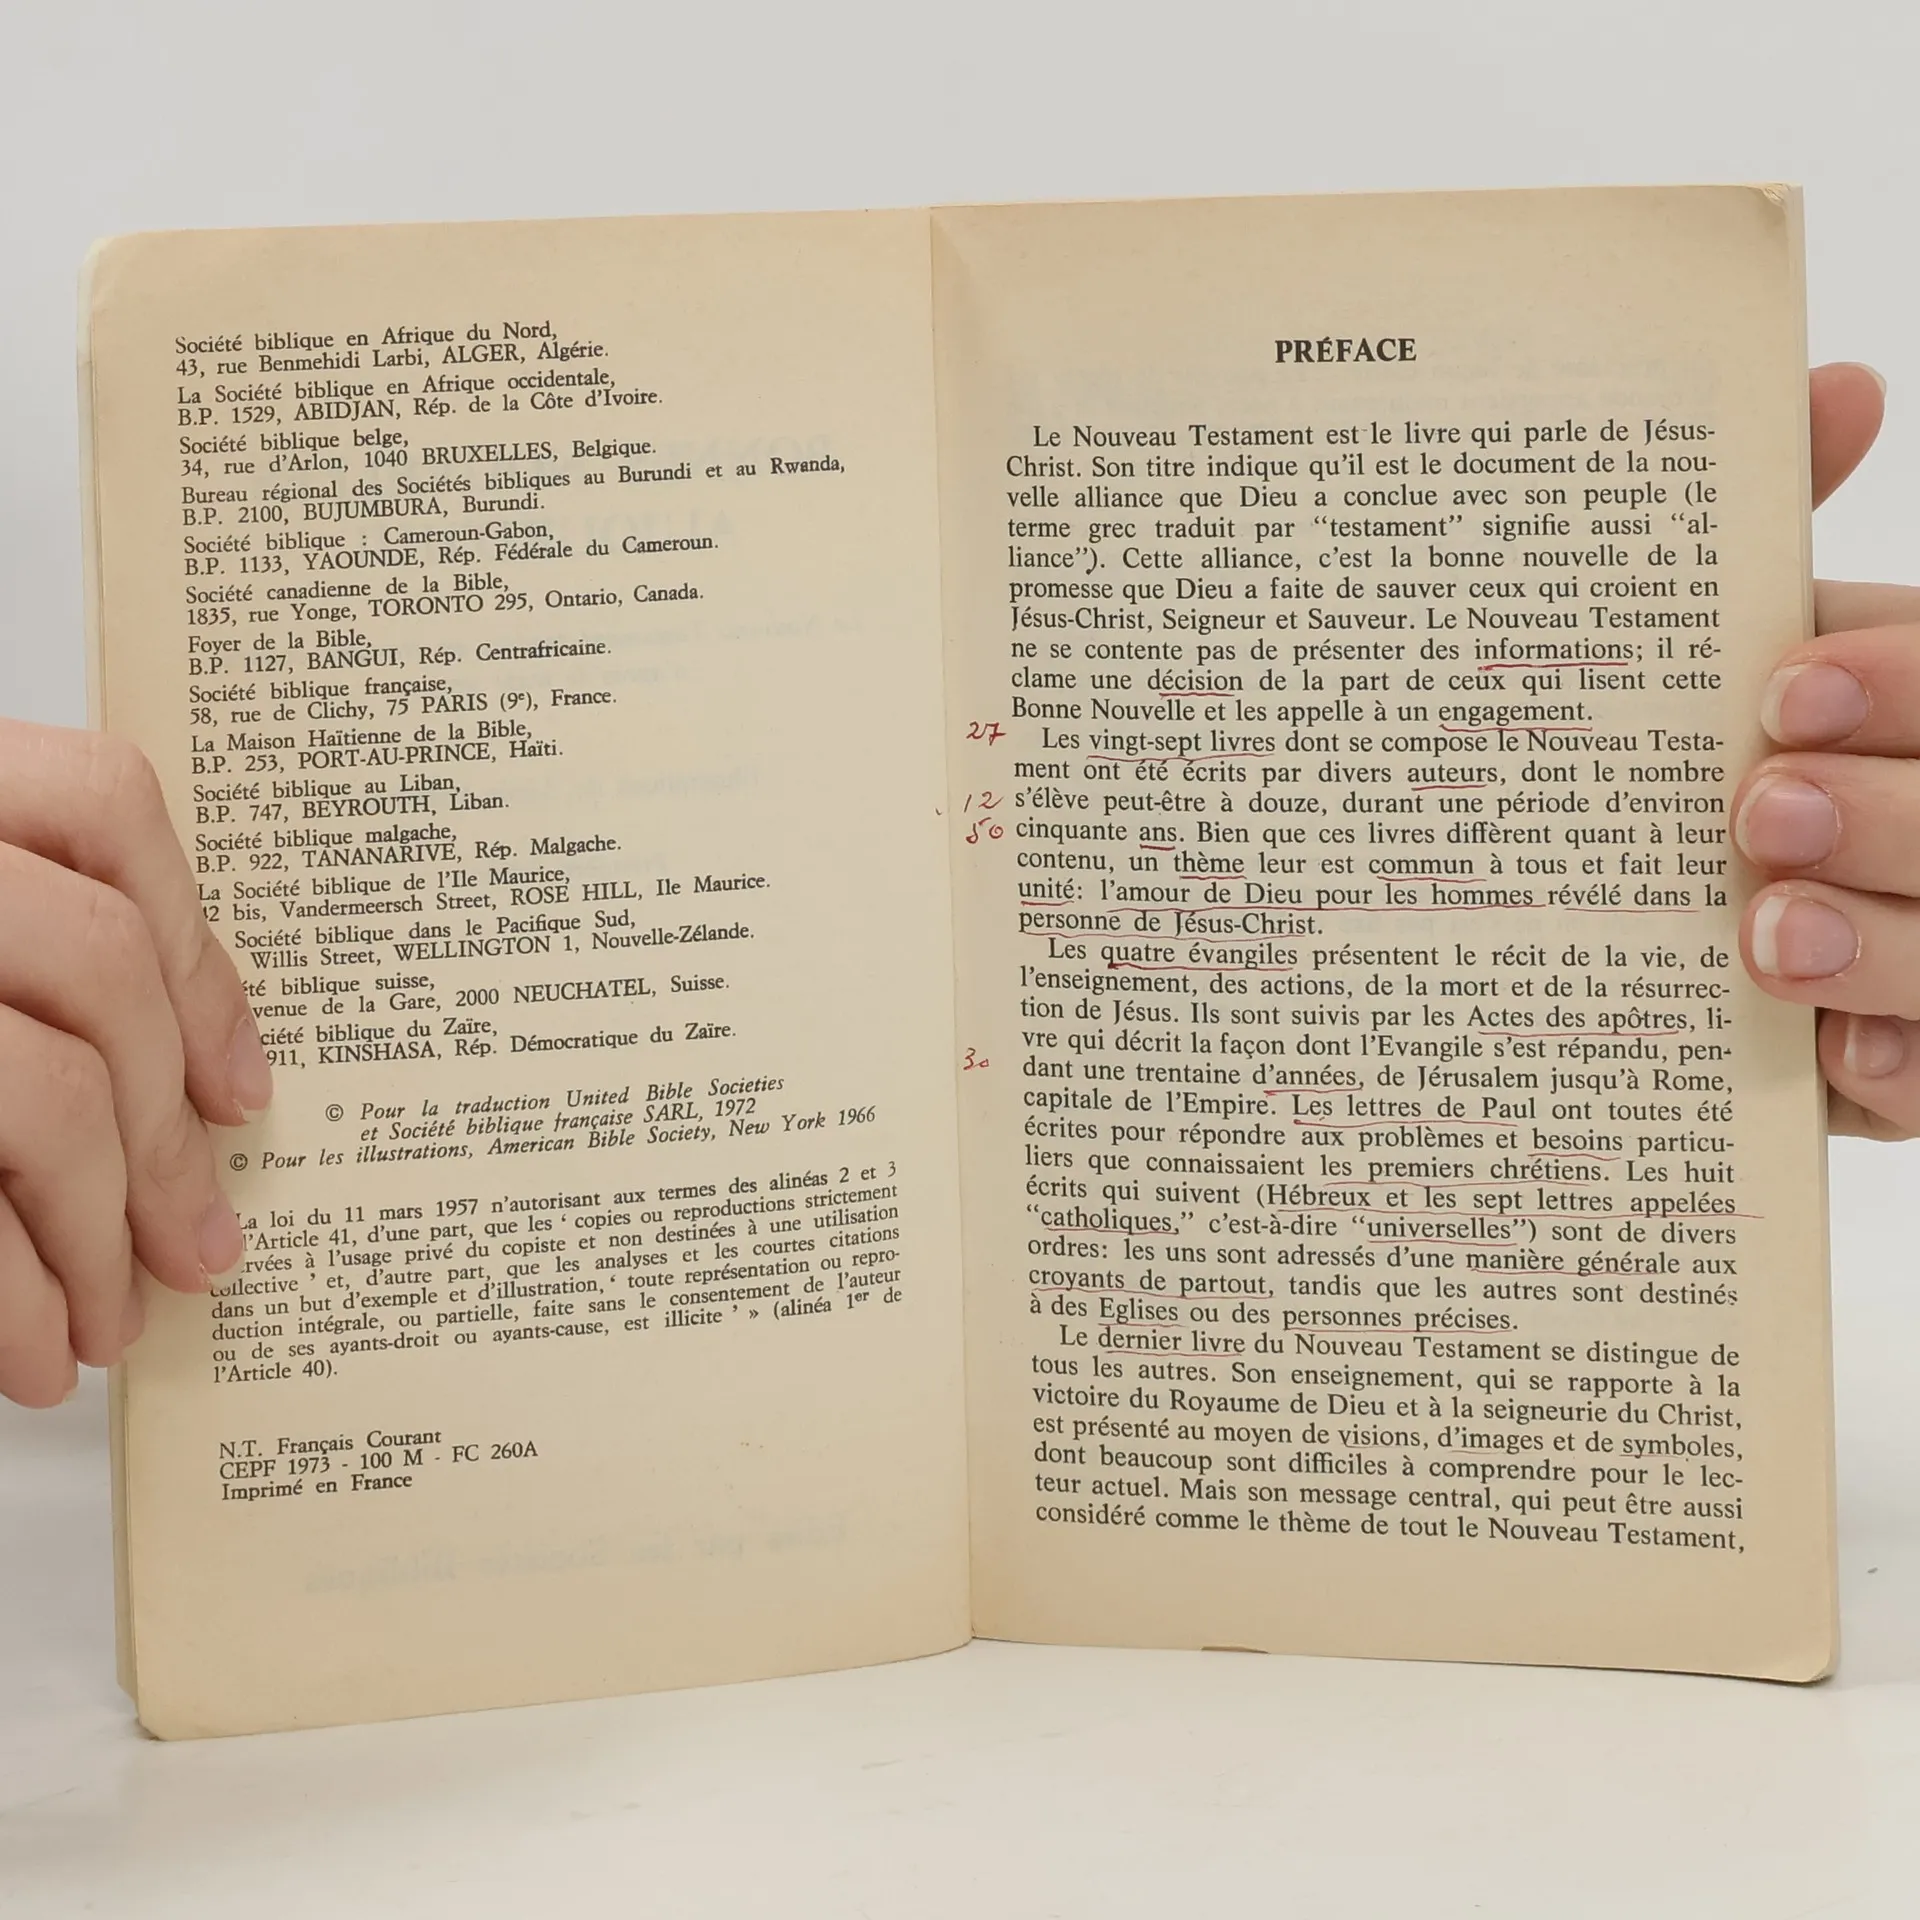 Société biblique en Afrique du Nord,
43, rue Benmehidi Larbi, ALGER, Algérie.
La Société biblique en Afrique occidentale,
B.P. 1529, ABIDJAN, Rép. de la Côte d'Ivoire.
Société biblique belge,
34, rue d'Arlon, 1040 BRUXELLES, Belgique.
Bureau régional des Sociétés bibliques au Burundi et au Rwanda,
B.P. 2100, BUJUMBURA, Burundi.
Société biblique : Cameroun-Gabon,
B.P. 1133, YAOUNDE, Rép. Fédérale du Cameroun.
Société canadienne de la Bible,
1835, rue Yonge, TORONTO 295, Ontario, Canada.
Foyer de la Bible,
B.P. 1127, BANGUI, Rép. Centrafricaine.
Société biblique française,
58, rue de Clichy, 75 PARIS (9e), France.
La Maison Haïtienne de la Bible,
B.P. 253, PORT-AU-PRINCE, Haïti.
Société biblique au Liban,
B.P. 747, BEYROUTH, Liban.
Société biblique malgache,
B.P. 922, TANANARIVE, Rép. Malgache.
La Société biblique de l'Ile Maurice,
2 bis, Vandermeersch Street, ROSE HILL, Ile Maurice.
Société biblique dans le Pacifique Sud,
Willis Street, WELLINGTON 1, Nouvelle-Zélande.
été biblique suisse,
venue de la Gare, 2000 NEUCHATEL, Suisse.
ciété biblique du Zaïre,
911, KINSHASA, Rép. Démocratique du Zaïre.
© Pour la traduction United Bible Societies
et Société biblique française SARL, 1972
© Pour les illustrations, American Bible Society, New York 1966
La loi du 11 mars 1957 n'autorisant aux termes des alinéas 2 et 3
l'Article 41, d'une part, que les ‘ copies ou reproductions strictement
rvées à l'usage privé du copiste et non destinées à une utilisation
collective ’ et, d'autre part, que les analyses et les courtes citations
dans un but d'exemple et d'illustration, ‘ toute représentation ou repro-
duction intégrale, ou partielle, faite sans le consentement de l'auteur
ou de ses ayants-droit ou ayants-cause, est illicite ’ » (alinéa 1er de
l'Article 40).
N.T. Français Courant
CEPF 1973 - 100 M - FC 260A
Imprimé en France
PRÉFACE
Le Nouveau Testament est le livre qui parle de Jésus-
Christ. Son titre indique qu'il est le document de la nou-
velle alliance que Dieu a conclue avec son peuple (le
terme grec traduit par “testament” signifie aussi “al-
liance”). Cette alliance, c'est la bonne nouvelle de la
promesse que Dieu a faite de sauver ceux qui croient en
Jésus-Christ, Seigneur et Sauveur. Le Nouveau Testament
ne se contente pas de présenter des informations; il ré-
clame une décision de la part de ceux qui lisent cette
Bonne Nouvelle et les appelle à un engagement.
27 Les vingt-sept livres dont se compose le Nouveau Testa-
ment ont été écrits par divers auteurs, dont le nombre
12 s'élève peut-être à douze, durant une période d'environ
50 cinquante ans. Bien que ces livres diffèrent quant à leur
contenu, un thème leur est commun à tous et fait leur
unité: l'amour de Dieu pour les hommes révélé dans la
personne de Jésus-Christ.
Les quatre évangiles présentent le récit de la vie, de
l'enseignement, des actions, de la mort et de la résurrec-
tion de Jésus. Ils sont suivis par les Actes des apôtres, li-
vre qui décrit la façon dont l'Evangile s'est répandu, pen-
30 dant une trentaine d'années, de Jérusalem jusqu'à Rome,
capitale de l'Empire. Les lettres de Paul ont toutes été
écrites pour répondre aux problèmes et besoins particu-
liers que connaissaient les premiers chrétiens. Les huit
écrits qui suivent (Hébreux et les sept lettres appelées
“catholiques,” c'est-à-dire “universelles”) sont de divers
ordres: les uns sont adressés d'une manière générale aux
croyants de partout, tandis que les autres sont destinés
à des Eglises ou des personnes précises.
Le dernier livre du Nouveau Testament se distingue de
tous les autres. Son enseignement, qui se rapporte à la
victoire du Royaume de Dieu et à la seigneurie du Christ,
est présenté au moyen de visions, d'images et de symboles,
dont beaucoup sont difficiles à comprendre pour le lec-
teur actuel. Mais son message central, qui peut être aussi
considéré comme le thème de tout le Nouveau Testament,